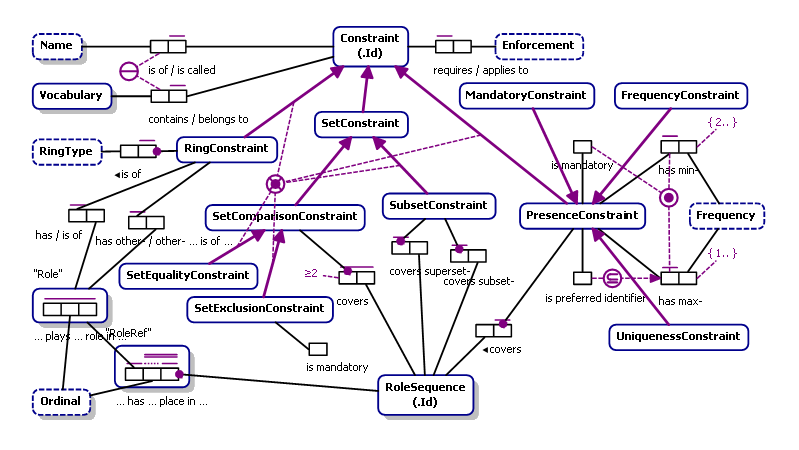 Name
Constraint
(.Id)
Enforcement
is of / is called
requires / applies to
Vocabulary
MandatoryConstraint
FrequencyConstraint
contains / belongs to
SetConstraint
{2..}
RingType
RingConstraint
is mandatory
has min-
◂is of
SetComparisonConstraint
SubsetConstraint
PresenceConstraint
Frequency
has / is of
has other- / other- ... is of ...
{1..}
"Role"
SetEqualityConstraint
≥2
covers superset-
covers subset-
is preferred identifier
has max-
covers
SetExclusionConstraint
... plays ... role in ...
"RoleRef"
◂covers
UniquenessConstraint
is mandatory
Ordinal
... has ... place in ...
RoleSequence
(.Id)